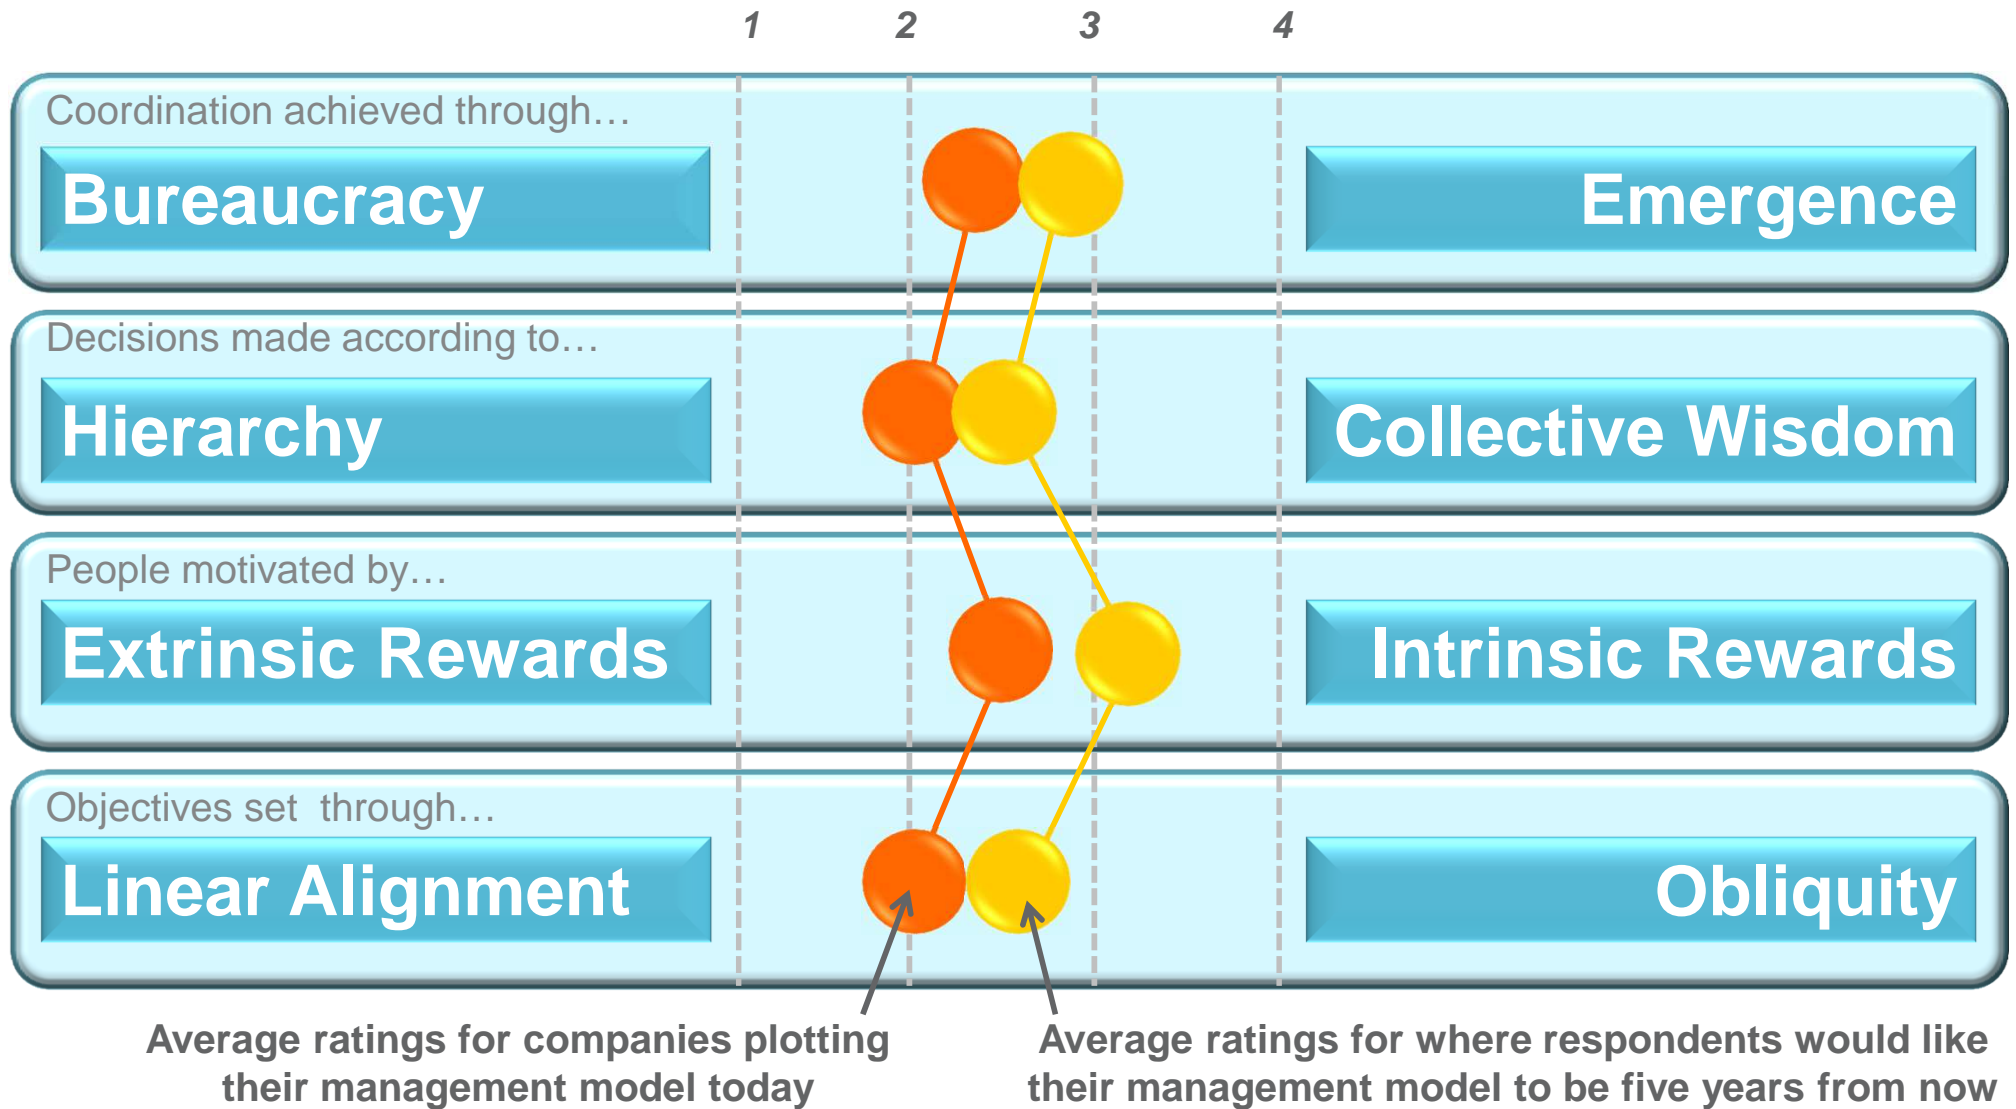 1 2 3 4
Coordination achieved through…
Bureaucracy
Emergence
Decisions made according to…
Hierarchy
Collective Wisdom
People motivated by…
Extrinsic Rewards
Intrinsic Rewards
Objectives set  through…
Linear Alignment
Obliquity
Average ratings for companies plotting
their management model today
Average ratings for where respondents would like
their management model to be five years from now